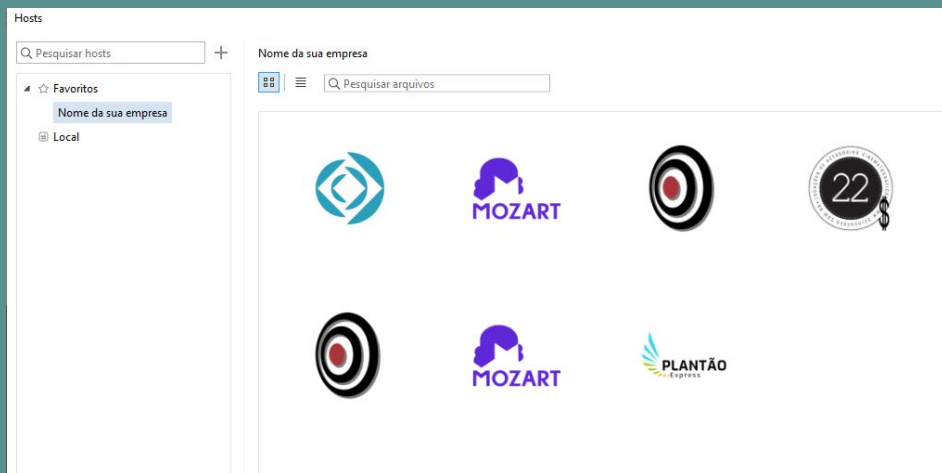 Hosts
Pesquisar hosts
Favoritos
Nome da sua empresa
Local
Nome da sua empresa
Pesquisar arquivos
MOZART
22
$
MOZART
PLANTÃO
Express